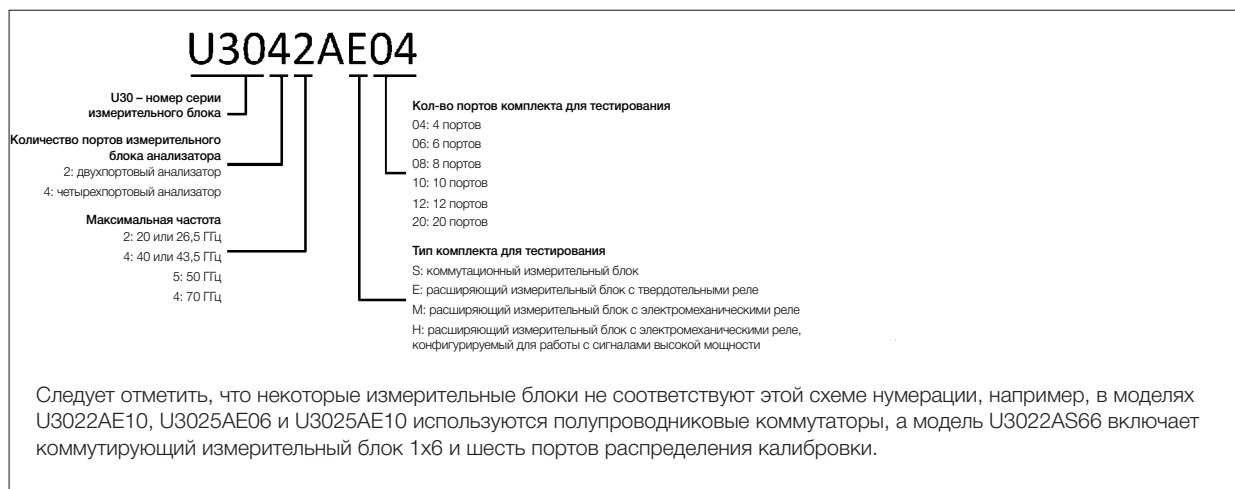 U3042AE04
U30 – номер серии
измерительного блока
Количество портов измерительного
блока анализатора
2: двухпортовый анализатор
4: четырехпортовый анализатор
Максимальная частота
2: 20 или 26,5 ГГц
4: 40 или 43,5 ГГц
5: 50 ГГц
4: 70 ГГц
Кол-во портов комплекта для тестирования
04: 4 портов
06: 6 портов
08: 8 портов
10: 10 портов
12: 12 портов
20: 20 портов
Тип комплекта для тестирования
S: коммутационный измерительный блок
E: расширяющий измерительный блок с твердотельными реле
M: расширяющий измерительный блок с электромеханическими реле
H: расширяющий измерительный блок с электромеханическими реле,
конфигурируемый для работы с сигналами высокой мощности
Следует отметить, что некоторые измерительные блоки не соответствуют этой схеме нумерации, например, в моделях
U3022AE10, U3025AE06 и U3025AE10 используются полупроводниковые коммутаторы, а модель U3022AS66 включает
коммутирующий измерительный блок 1x6 и шесть портов распределения калибровки.